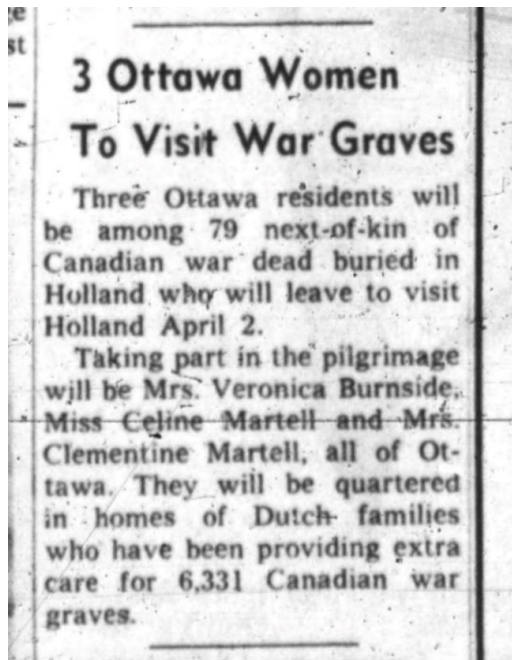 3 Ottawa Women
To Visit War Graves
Three Ottawa residents will
be among 79 next-of-kin of
Canadian war dead buried in
Holland who will leave to visit
Holland April 2.
Taking part in the pilgrimage
will be Mrs. Veronica Burnside,
Miss Celine Martell and Mrs.
Clementine Martell, all of Ot-
tawa. They will be quartered
in homes of Dutch families
who have been providing extra
care for 6,331 Canadian war
graves.